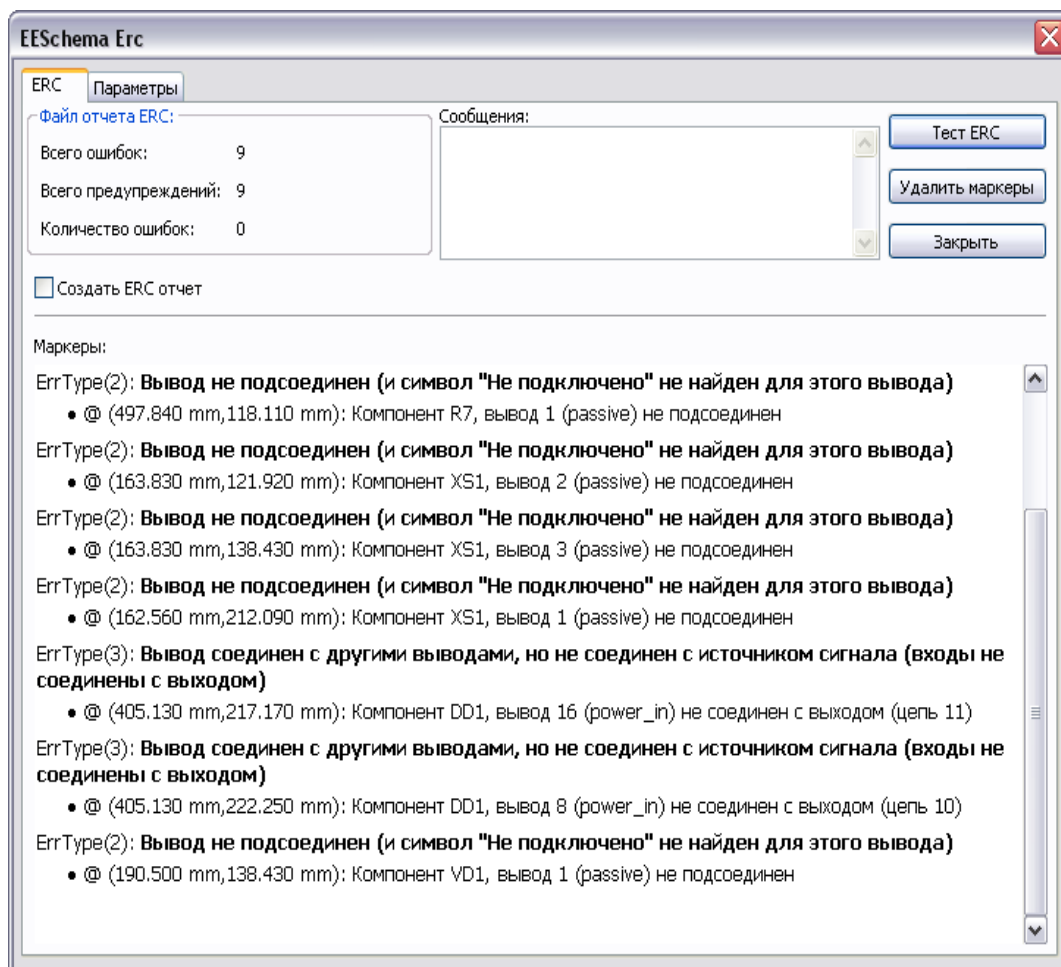 EESchema Erc
ERC
Параметры
Файл отчета ERC:
Всего ошибок: 9
Всего предупреждений: 9
Количество ошибок: 0
Сообщения:
Тест ERC
Удалить маркеры
Закрыть
Создать ERC отчет
Маркеры:
ErrType(2): Вывод не подсоединен (и символ "Не подключено" не найден для этого вывода)
• @ (497.840 mm,118.110 mm): Компонент R7, вывод 1 (passive) не подсоединен
ErrType(2): Вывод не подсоединен (и символ "Не подключено" не найден для этого вывода)
• @ (163.830 mm,121.920 mm): Компонент XS1, вывод 2 (passive) не подсоединен
ErrType(2): Вывод не подсоединен (и символ "Не подключено" не найден для этого вывода)
• @ (163.830 mm,138.430 mm): Компонент XS1, вывод 3 (passive) не подсоединен
ErrType(2): Вывод не подсоединен (и символ "Не подключено" не найден для этого вывода)
• @ (162.560 mm,212.090 mm): Компонент XS1, вывод 1 (passive) не подсоединен
ErrType(3): Вывод соединен с другими выводами, но не соединен с источником сигнала (входы не
соединены с выходом)
• @ (405.130 mm,217.170 mm): Компонент DD1, вывод 16 (power_in) не соединен с выходом (цепь 11)
ErrType(3): Вывод соединен с другими выводами, но не соединен с источником сигнала (входы не
соединены с выходом)
• @ (405.130 mm,222.250 mm): Компонент DD1, вывод 8 (power_in) не соединен с выходом (цепь 10)
ErrType(2): Вывод не подсоединен (и символ "Не подключено" не найден для этого вывода)
• @ (190.500 mm,138.430 mm): Компонент VD1, вывод 1 (passive) не подсоединен